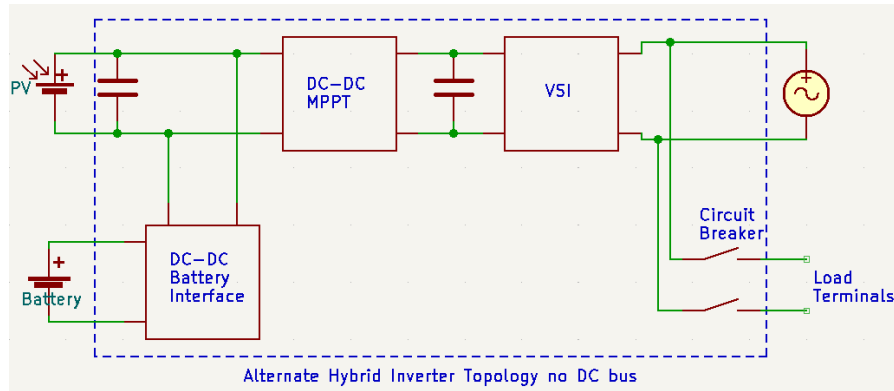 PV
+
DC-DC
MPPT
VSI
+
Circuit
Breaker
DC-DC
Battery
Interface
+
Battery
Load
Terminals
Alternate Hybrid Inverter Topology no DC bus